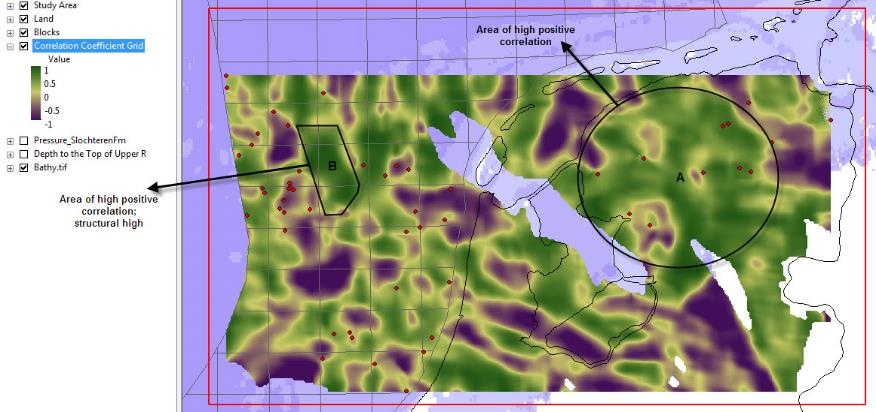 Study Area
Land
Blocks
Correlation Coefficient Grid
Value
1
0.5
0
-0.5
-1
Pressure_SlochterenFm
Depth to the Top of Upper R
Bathy.tif
Area of high positive
correlation
A
B
Area of high positive
correlation;
structural high